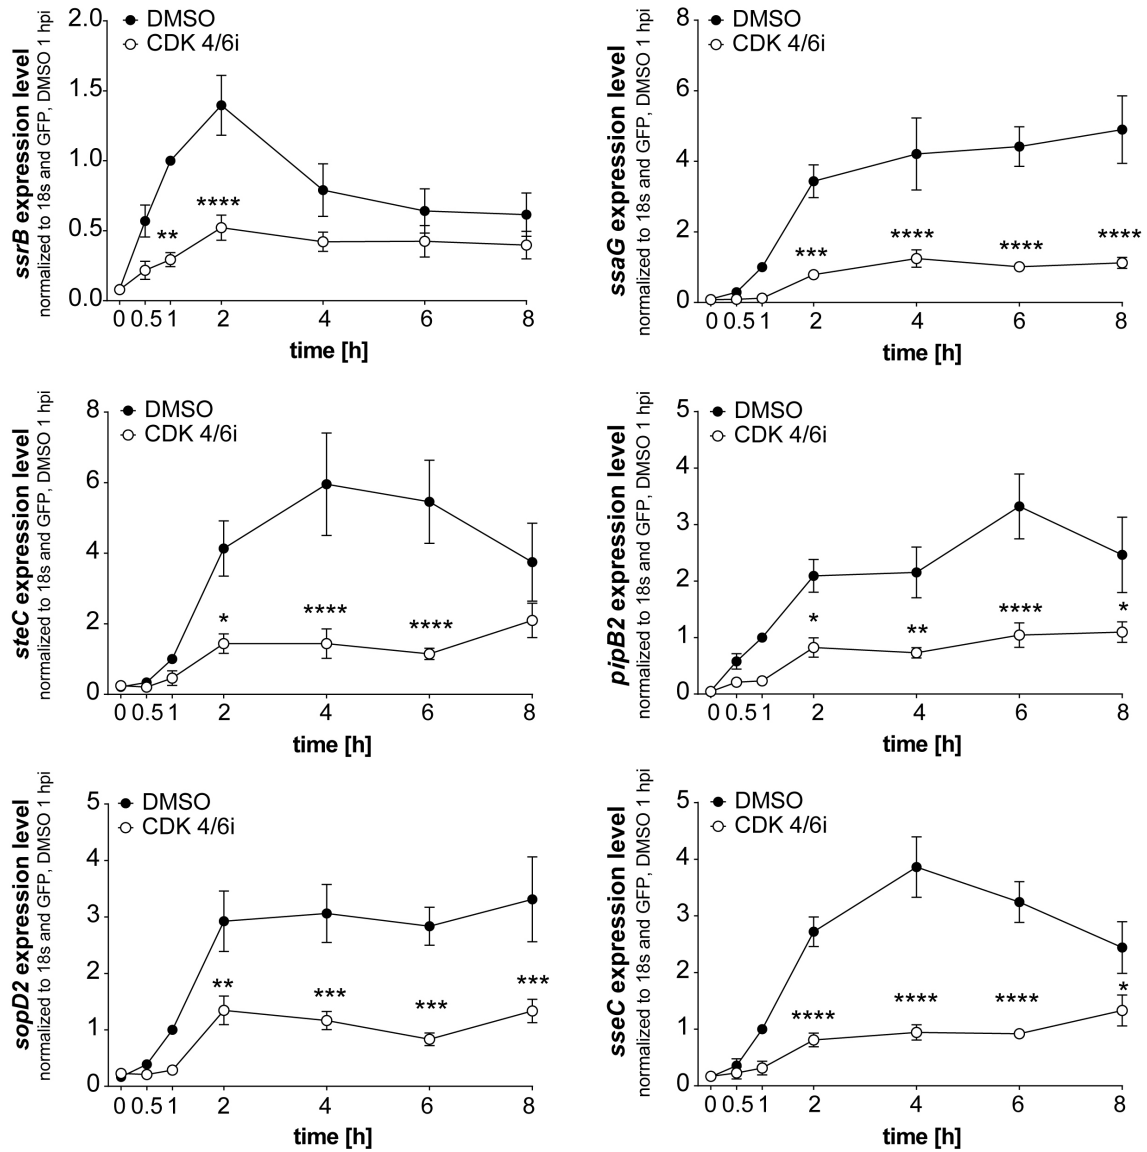 ssrB expression level
normalized to 18s and GFP, DMSO 1 hpi
2.0
1.5
1.0
0.5
0.0
DMSO
CDK 4/6i
**
****
0 0.5 1 2 4 6 8
time [h]
ssaG expression level
normalized to 18s and GFP, DMSO 1 hpi
8
6
4
2
0
DMSO
CDK 4/6i
***
****
****
****
0 0.5 1 2 4 6 8
time [h]
steC expression level
normalized to 18s and GFP, DMSO 1 hpi
8
6
4
2
0
DMSO
CDK 4/6i
*
****
****
0 0.5 1 2 4 6 8
time [h]
pipB2 expression level
normalized to 18s and GFP, DMSO 1 hpi
5
4
3
2
1
0
DMSO
CDK 4/6i
*
**
****
*
0 0.5 1 2 4 6 8
time [h]
sopD2 expression level
normalized to 18s and GFP, DMSO 1 hpi
5
4
3
2
1
0
DMSO
CDK 4/6i
**
***
***
***
0 0.5 1 2 4 6 8
time [h]
sseC expression level
normalized to 18s and GFP, DMSO 1 hpi
5
4
3
2
1
0
DMSO
CDK 4/6i
****
****
****
*
0 0.5 1 2 4 6 8
time [h]